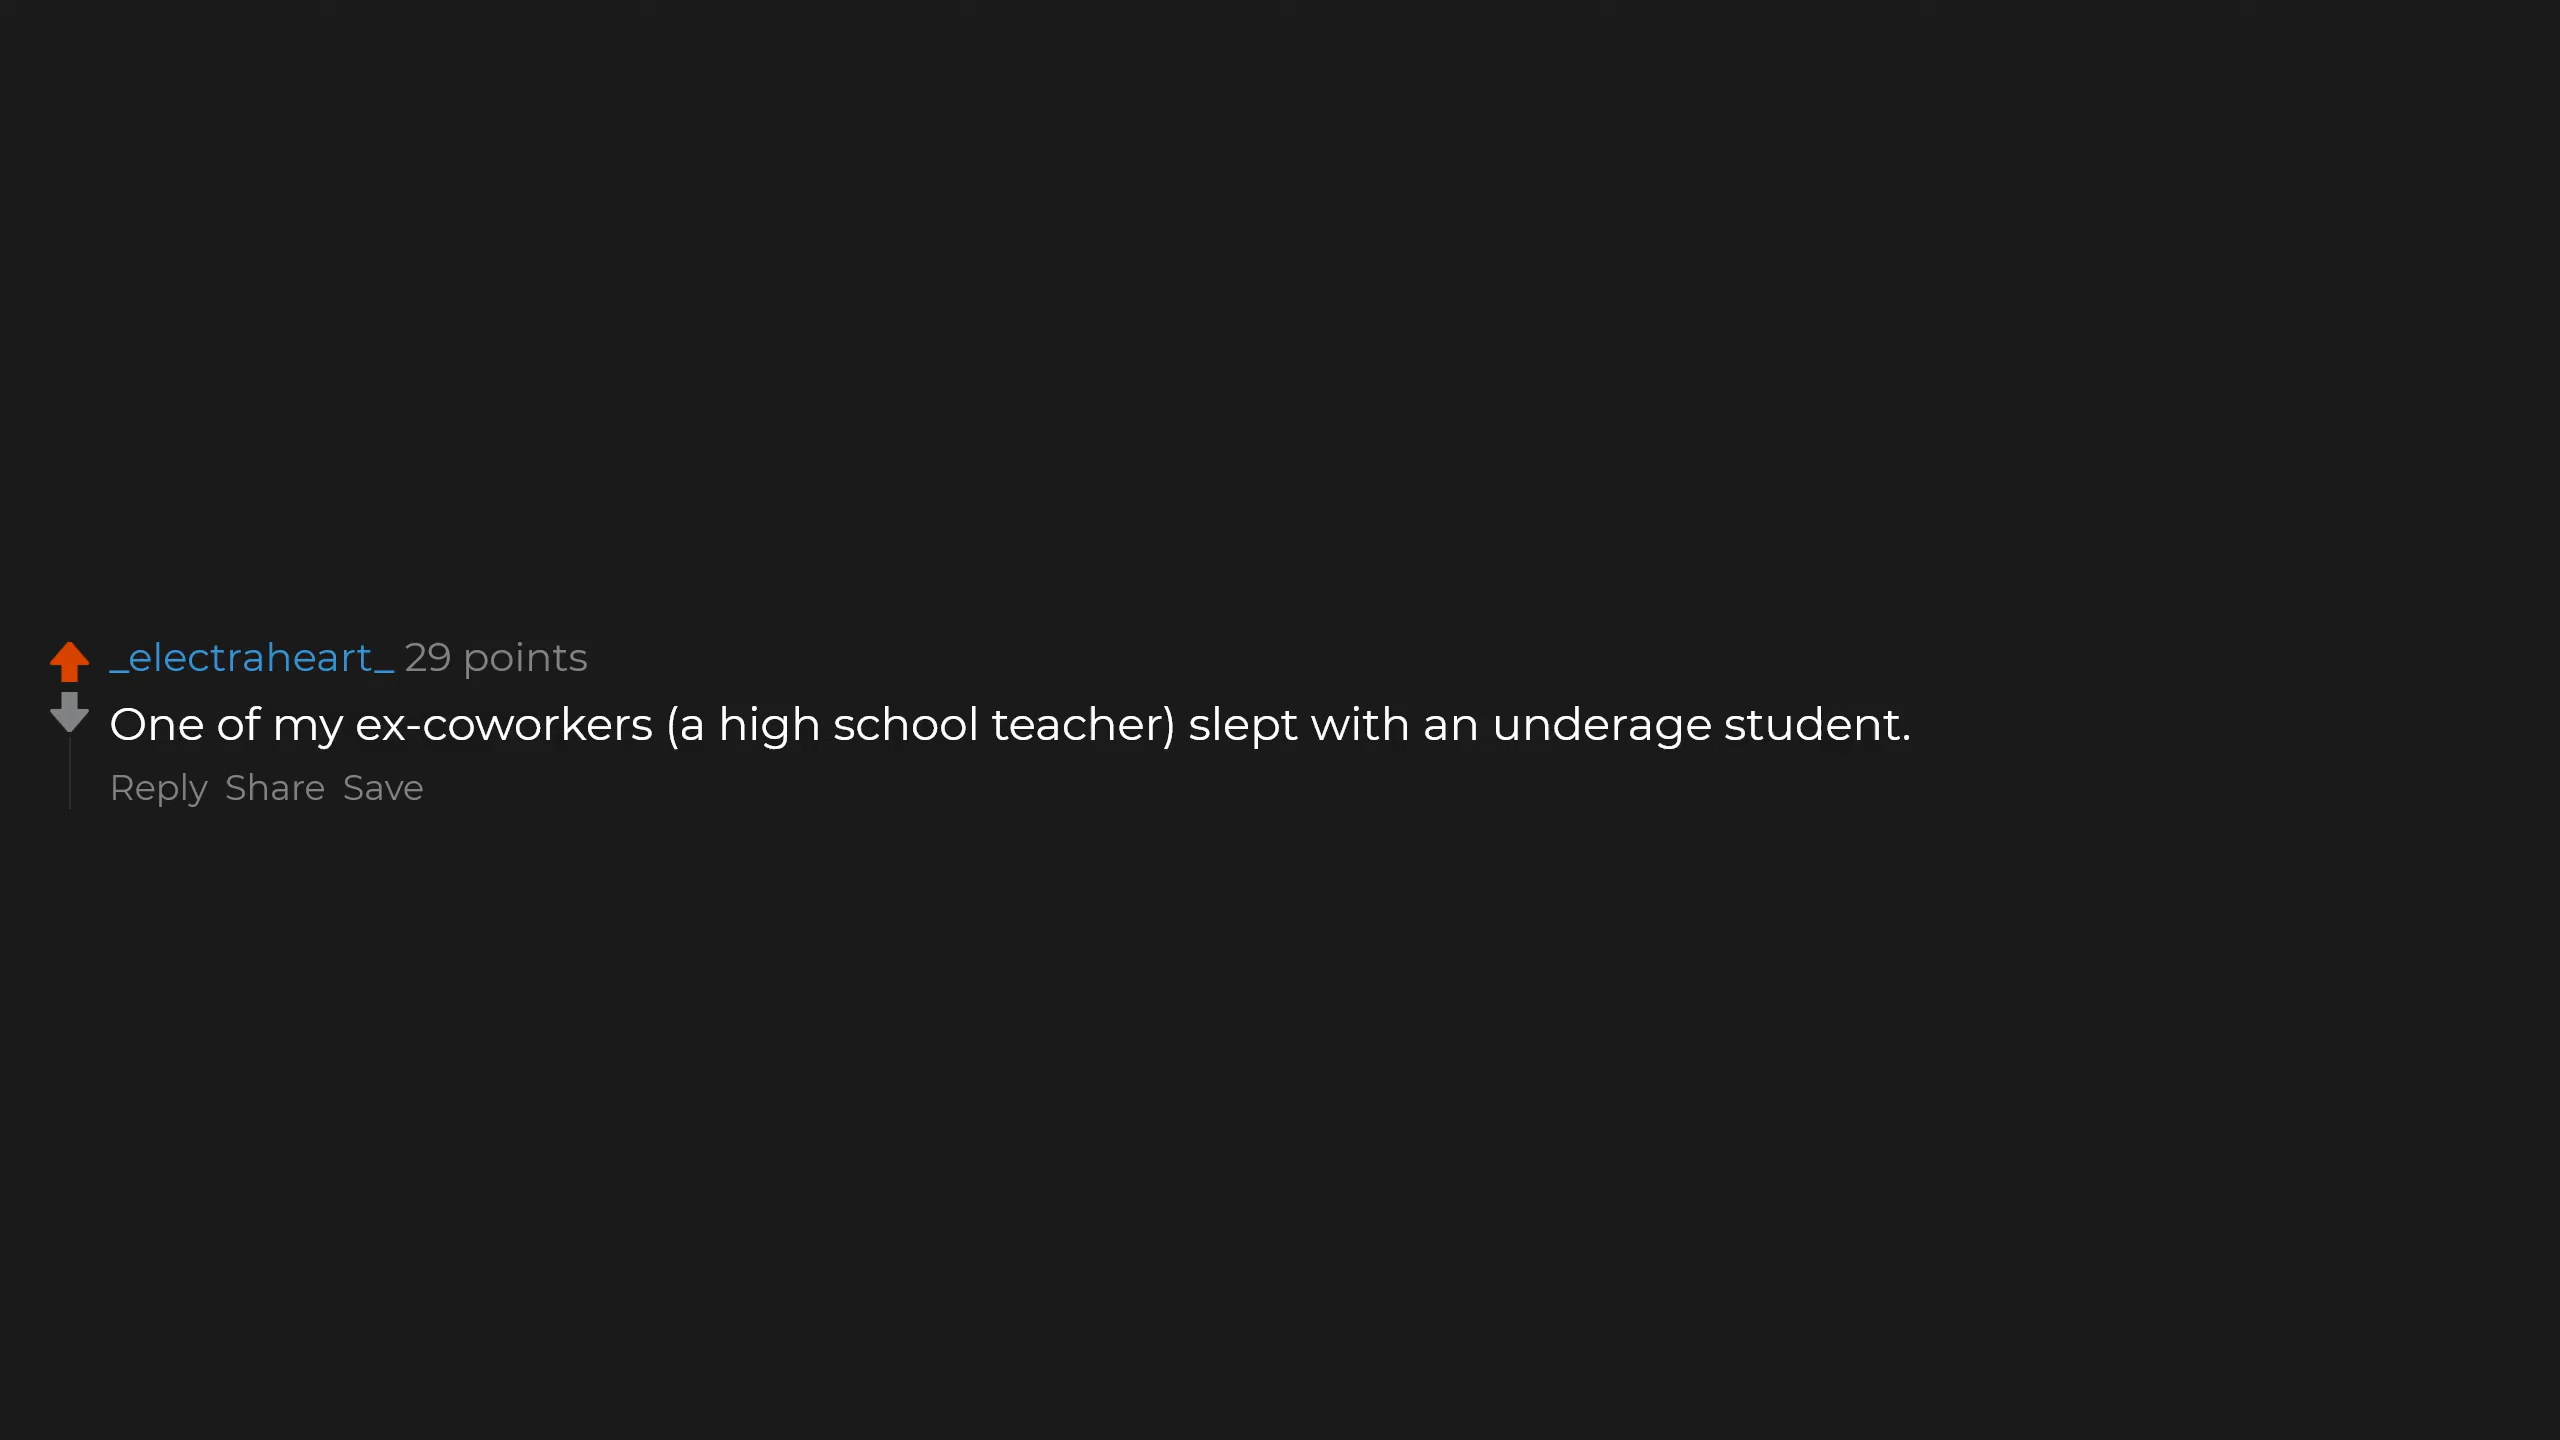 _electraheart_ 29 points
One of my ex-coworkers (a high school teacher) slept with an underage student.
Reply Share Save